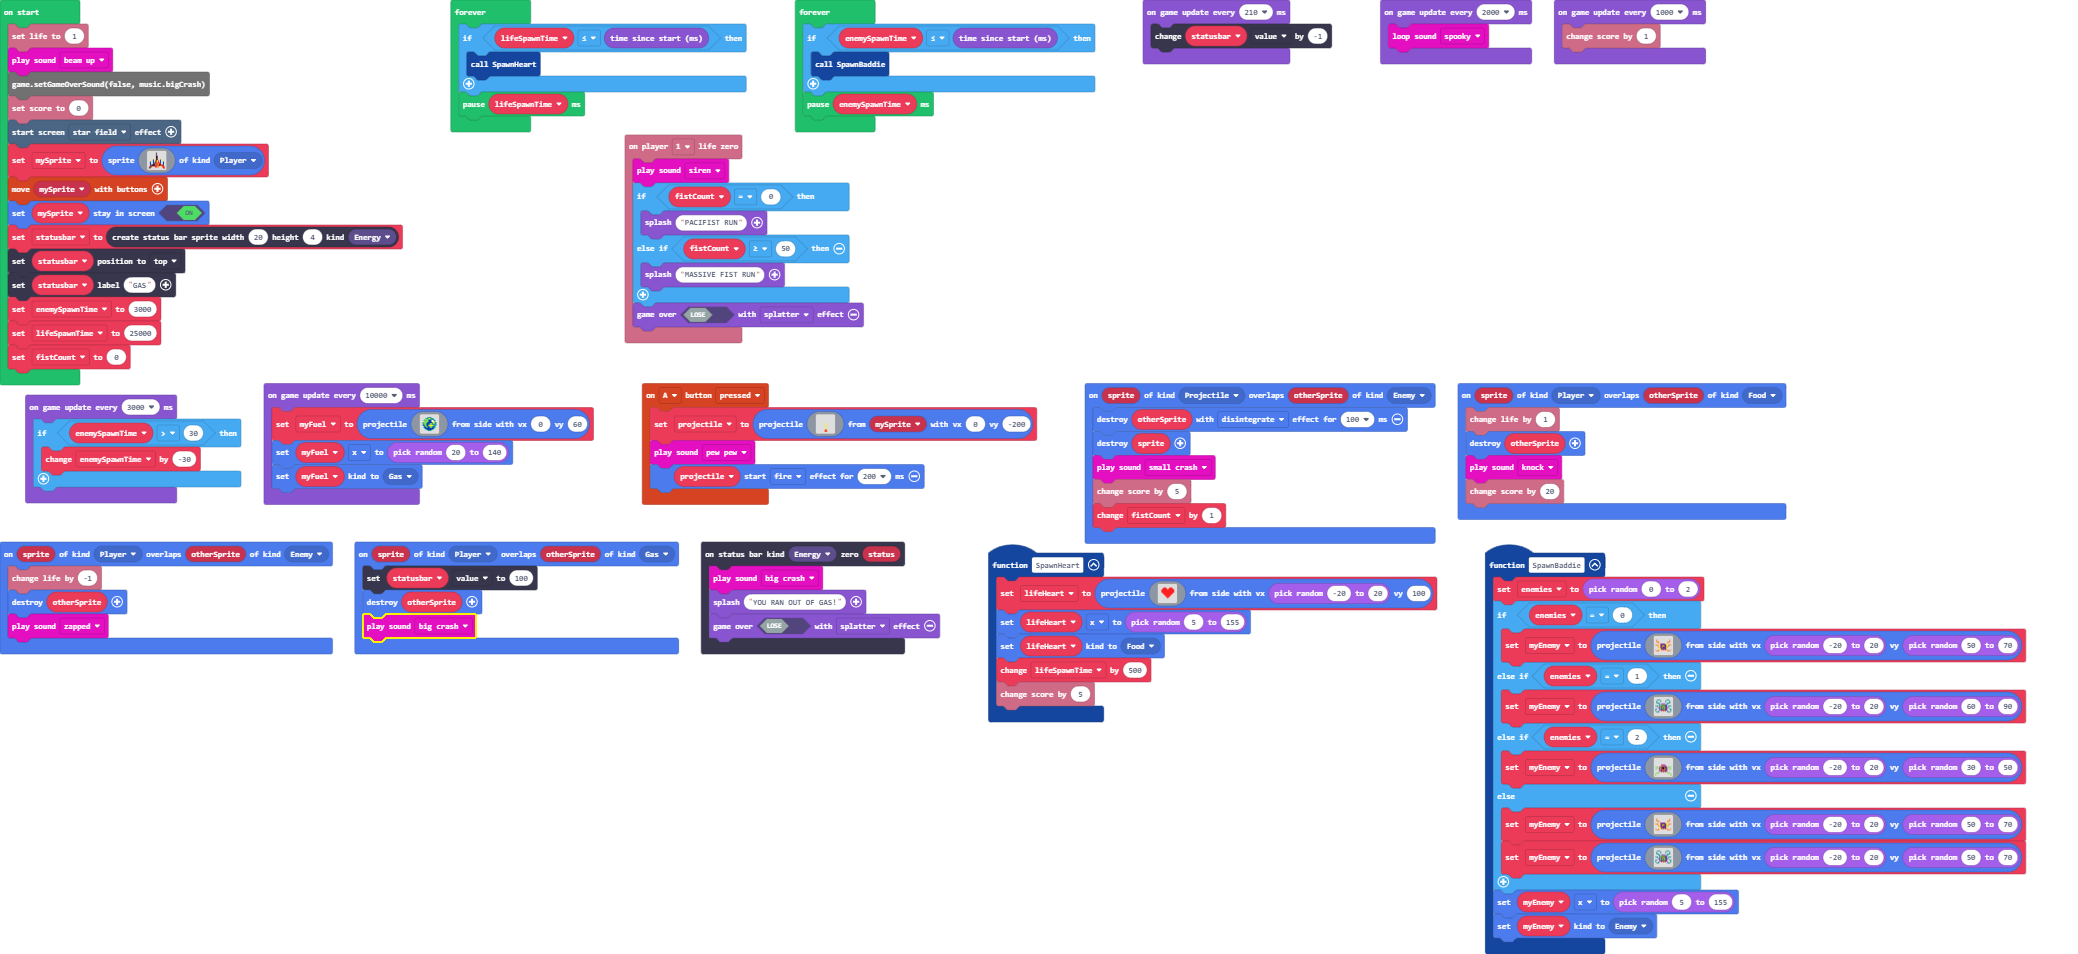 on start
set life to 1
play sound beam up
game.setGameOverSound(false, music.bigCrash)
set score to 0
start screen star field effect
set mySprite to sprite of kind Player
move mySprite with buttons
set mySprite stay in screen ON
set statusbar to create status bar sprite width 20 height 4 kind Energy
set statusbar position to top
set statusbar label "GAS"
set enemySpawnTime to 3000
set lifeSpawnTime to 25000
set fistCount to 0
forever
if lifeSpawnTime ≤ time since start (ms) then
call SpawnHeart
pause lifeSpawnTime ms
forever
if enemySpawnTime ≤ time since start (ms) then
call SpawnBaddie
pause enemySpawnTime ms
on game update every 210 ms
change statusbar value by -1
on game update every 2000 ms
loop sound spooky
on game update every 1000 ms
change score by 1
on player 1 life zero
play sound siren
if fistCount = 0 then
splash "PACIFIST RUN"
else if fistCount ≥ 50 then
splash "MASSIVE FIST RUN"
game over LOSE with splatter effect
on game update every 3000 ms
if enemySpawnTime > 30 then
change enemySpawnTime by -30
on game update every 10000 ms
set myFuel to projectile from side with vx 0 vy 60
set myFuel x to pick random 20 to 140
set myFuel kind to Gas
on A button pressed
set projectile to projectile from mySprite with vx 0 vy -200
play sound pew pew
projectile start fire effect for 200 ms
on sprite of kind Projectile overlaps otherSprite of kind Enemy
destroy otherSprite with disintegrate effect for 100 ms
destroy sprite
play sound small crash
change score by 5
change fistCount by 1
on sprite of kind Player overlaps otherSprite of kind Food
change life by 1
destroy otherSprite
play sound knock
change score by 20
on sprite of kind Player overlaps otherSprite of kind Enemy
change life by -1
destroy otherSprite
play sound zapped
on sprite of kind Player overlaps otherSprite of kind Gas
set statusbar value to 100
destroy otherSprite
play sound big crash
on status bar kind Energy zero status
play sound big crash
splash "YOU RAN OUT OF GAS!"
game over LOSE with splatter effect
function SpawnHeart
set lifeHeart to projectile from side with vx pick random -20 to 20 vy 100
set lifeHeart x to pick random 5 to 155
set lifeHeart kind to Food
change lifeSpawnTime by 500
change score by 5
function SpawnBaddie
set enemies to pick random 0 to 2
if enemies = 0 then
set myEnemy to projectile from side with vx pick random -20 to 20 vy pick random 50 to 70
else if enemies = 1 then
set myEnemy to projectile from side with vx pick random -20 to 20 vy pick random 60 to 90
else if enemies = 2 then
set myEnemy to projectile from side with vx pick random -20 to 20 vy pick random 30 to 50
else
set myEnemy to projectile from side with vx pick random -20 to 20 vy pick random 50 to 70
set myEnemy to projectile from side with vx pick random -20 to 20 vy pick random 50 to 70
set myEnemy x to pick random 5 to 155
set myEnemy kind to Enemy